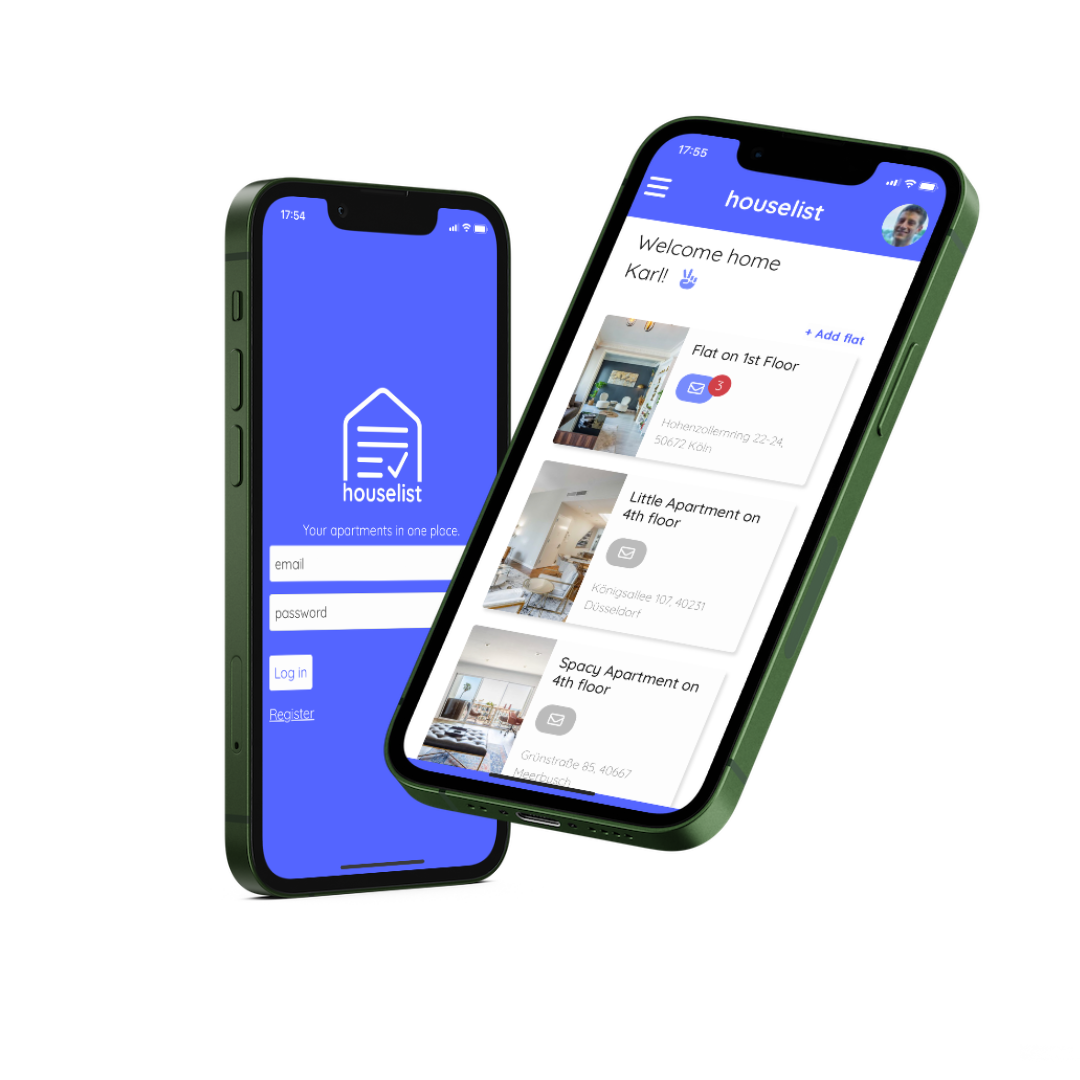 17:54
houselist
Your apartments in one place.
email
password
Log in
Register
17:55
houselist
Welcome home
Karl!
+ Add flat
Flat on 1st Floor
3
Hohenzollernring 22-24,
50672 Köln
Little Apartment on
4th floor
Königsallee 107, 40231
Düsseldorf
Spacy Apartment on
4th floor
Grünstraße 85, 40667
Meerbusch